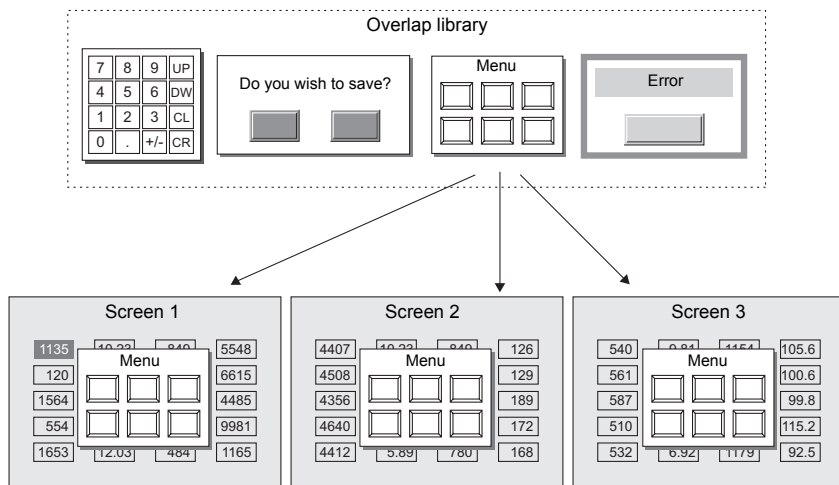 Overlap library
7 8 9 UP
4 5 6 DW
1 2 3 CL
0 . +/- CR
Do you wish to save?
Menu
Error
Screen 1
1135 5548
Menu
120 6615
1564 4485
554 9981
1653 12.03 484 1165
Screen 2
4407 126
Menu
4508 129
4356 189
4640 172
4412 5.89 780 168
Screen 3
540 105.6
Menu
561 100.6
587 99.8
510 115.2
532 6.92 1179 92.5